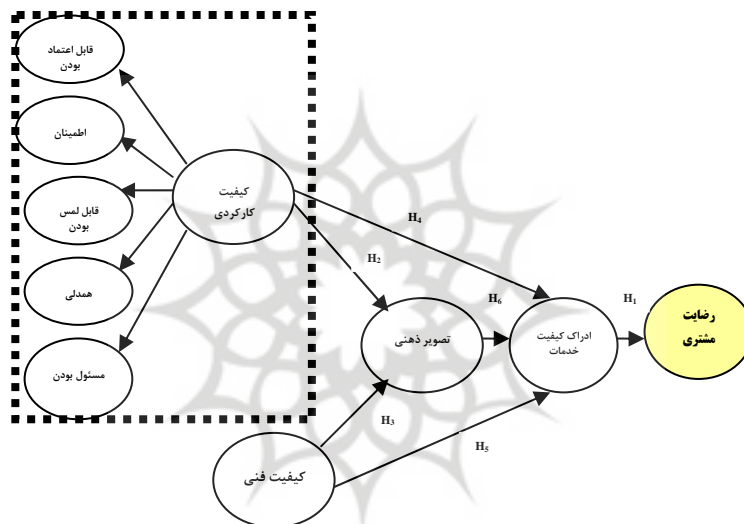 قابل اعتماد
بودن
اطمینان
قابل لمس
بودن
همدلی
مسئول بودن
کیفیت
کارکردی
H4
H2
H6
H1
تصویر ذهنی
ادراک کیفیت
خدمات
رضایت
مشتری
H3
H5
کیفیت فنی